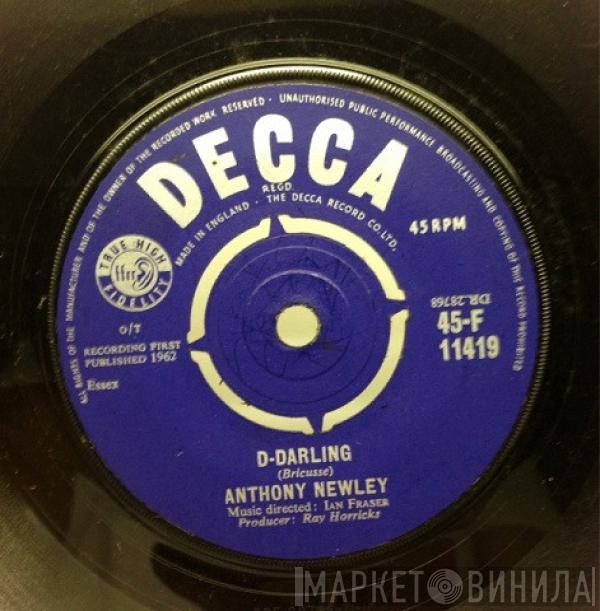 ALL RIGHTS OF THE MANUFACTURER AND OF THE OWNER OF THE RECORDED WORK RESERVED · UNAUTHORISED PUBLIC PERFORMANCE BROADCASTING AND COPYING OF THIS RECORD PROHIBITED
DECCA
REGD.
MADE IN ENGLAND · THE DECCA RECORD CO. LTD.
45 RPM
TRUE HIGH FIDELITY
ffrr
DR.28768
O/T
45-F
11419
RECORDING FIRST
PUBLISHED 1962
Essex
D-DARLING
(Bricusse)
ANTHONY NEWLEY
Music directed: IAN FRASER
Producer: Ray Horricks
МАРКЕТ ВИНИЛА